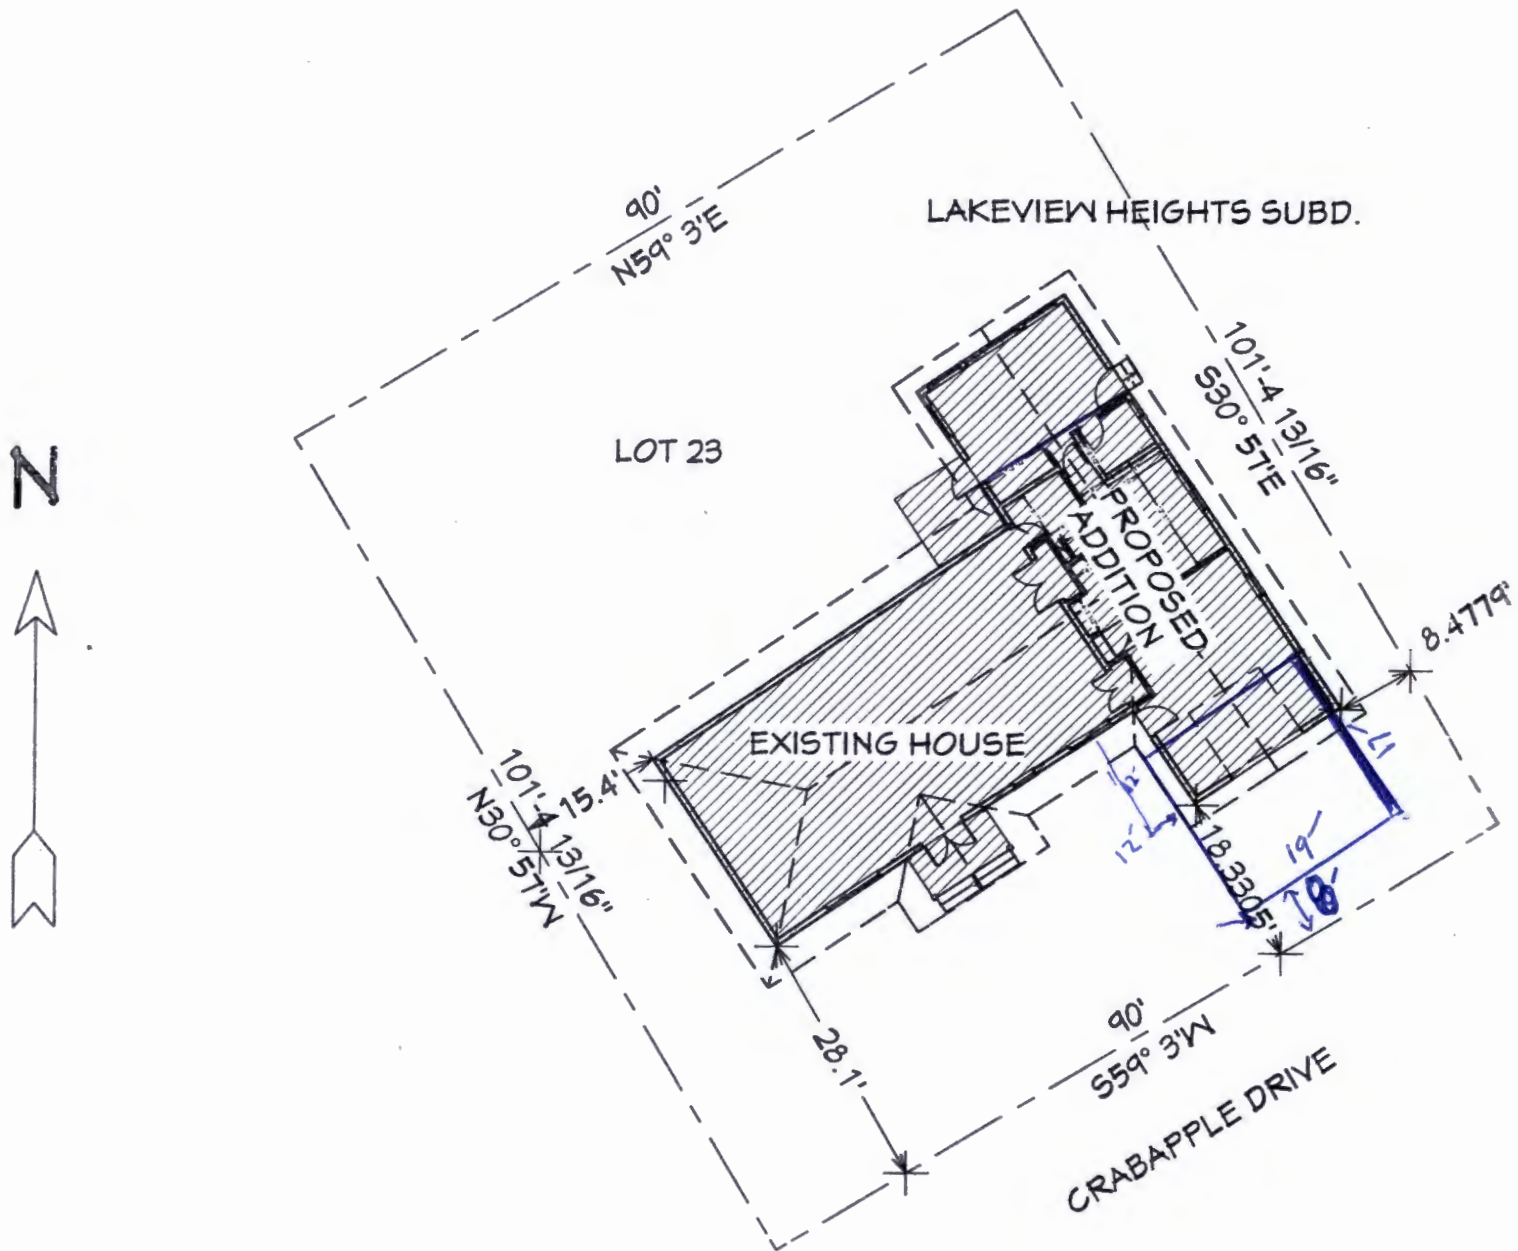 90'
N59° 3'E
LAKEVIEW HEIGHTS SUBD.
101'-4 13/16"
S30° 57'E
LOT 23
N
PROPOSED
ADDITION
8.4779'
EXISTING HOUSE
15.4'
101'-4 13/16"
N30° 57'W
12'
12'
18.3305'
19'
8'
28.1'
90'
S59° 3'W
CRABAPPLE DRIVE